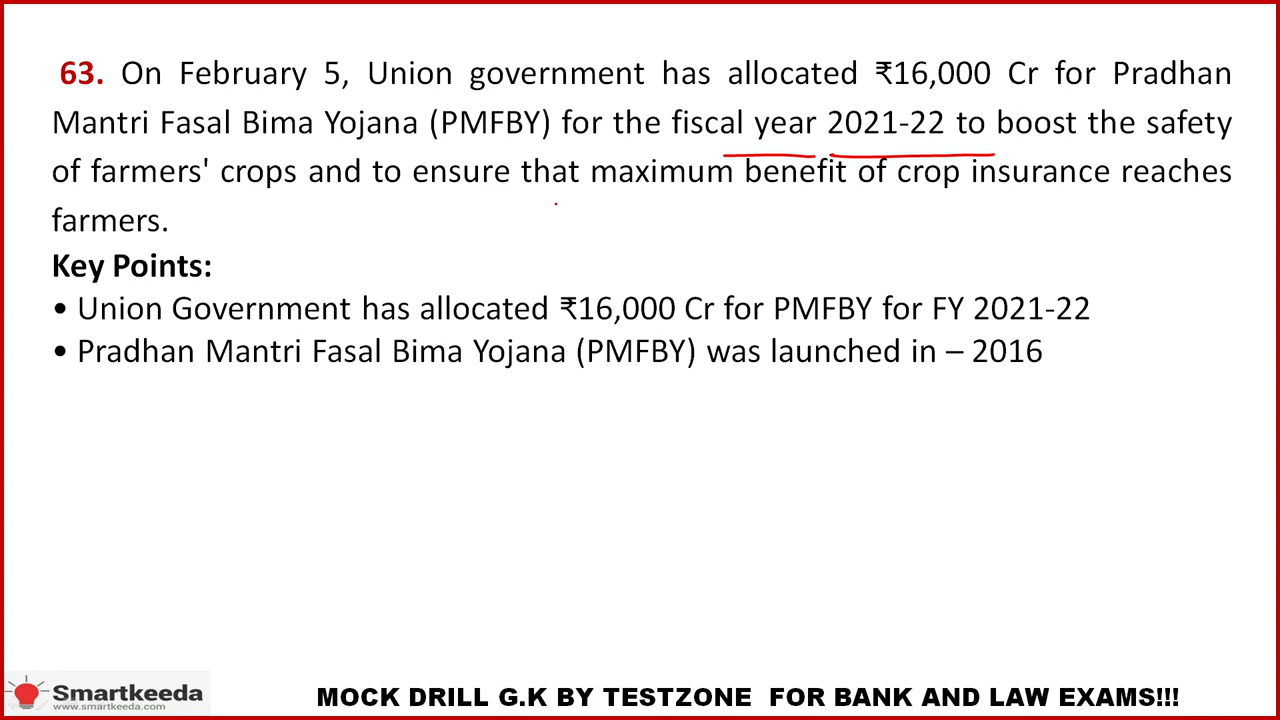 63. On February 5, Union government has allocated ₹16,000 Cr for Pradhan
Mantri Fasal Bima Yojana (PMFBY) for the fiscal year 2021-22 to boost the safety
of farmers' crops and to ensure that maximum benefit of crop insurance reaches
farmers.
Key Points:
• Union Government has allocated ₹16,000 Cr for PMFBY for FY 2021-22
• Pradhan Mantri Fasal Bima Yojana (PMFBY) was launched in – 2016
Smartkeeda
www.smartkeeda.com
MOCK DRILL G.K BY TESTZONE FOR BANK AND LAW EXAMS!!!